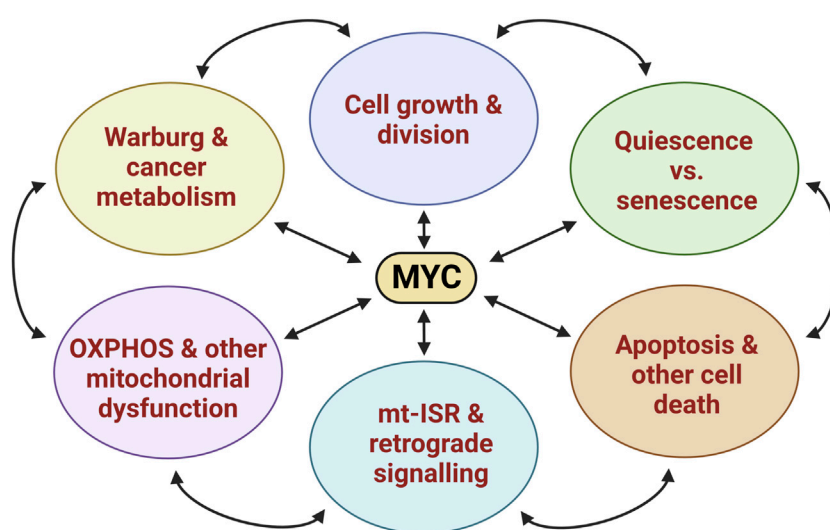 Cell growth &
division
Warburg &
cancer
metabolism
Quiescence
vs.
senescence
MYC
OXPHOS & other
mitochondrial
dysfunction
Apoptosis &
other cell
death
mt-ISR &
retrograde
signalling